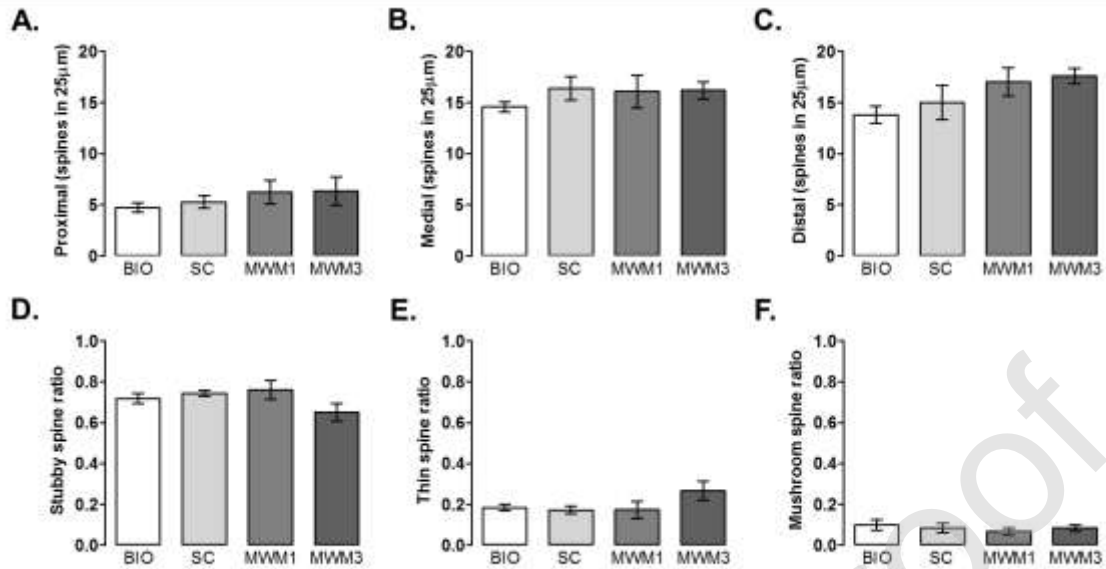 A.
Proximal (spines in 25µm)
20
15
10
5
0
BIO SC MWM1 MWM3
B.
Medial (spines in 25µm)
20
15
10
5
0
BIO SC MWM1 MWM3
C.
Distal (spines in 25µm)
20
15
10
5
0
BIO SC MWM1 MWM3
D.
Stubby spine ratio
1.0
0.8
0.6
0.4
0.2
0.0
BIO SC MWM1 MWM3
E.
Thin spine ratio
1.0
0.8
0.6
0.4
0.2
0.0
BIO SC MWM1 MWM3
F.
Mushroom spine ratio
1.0
0.8
0.6
0.4
0.2
0.0
BIO SC MWM1 MWM3